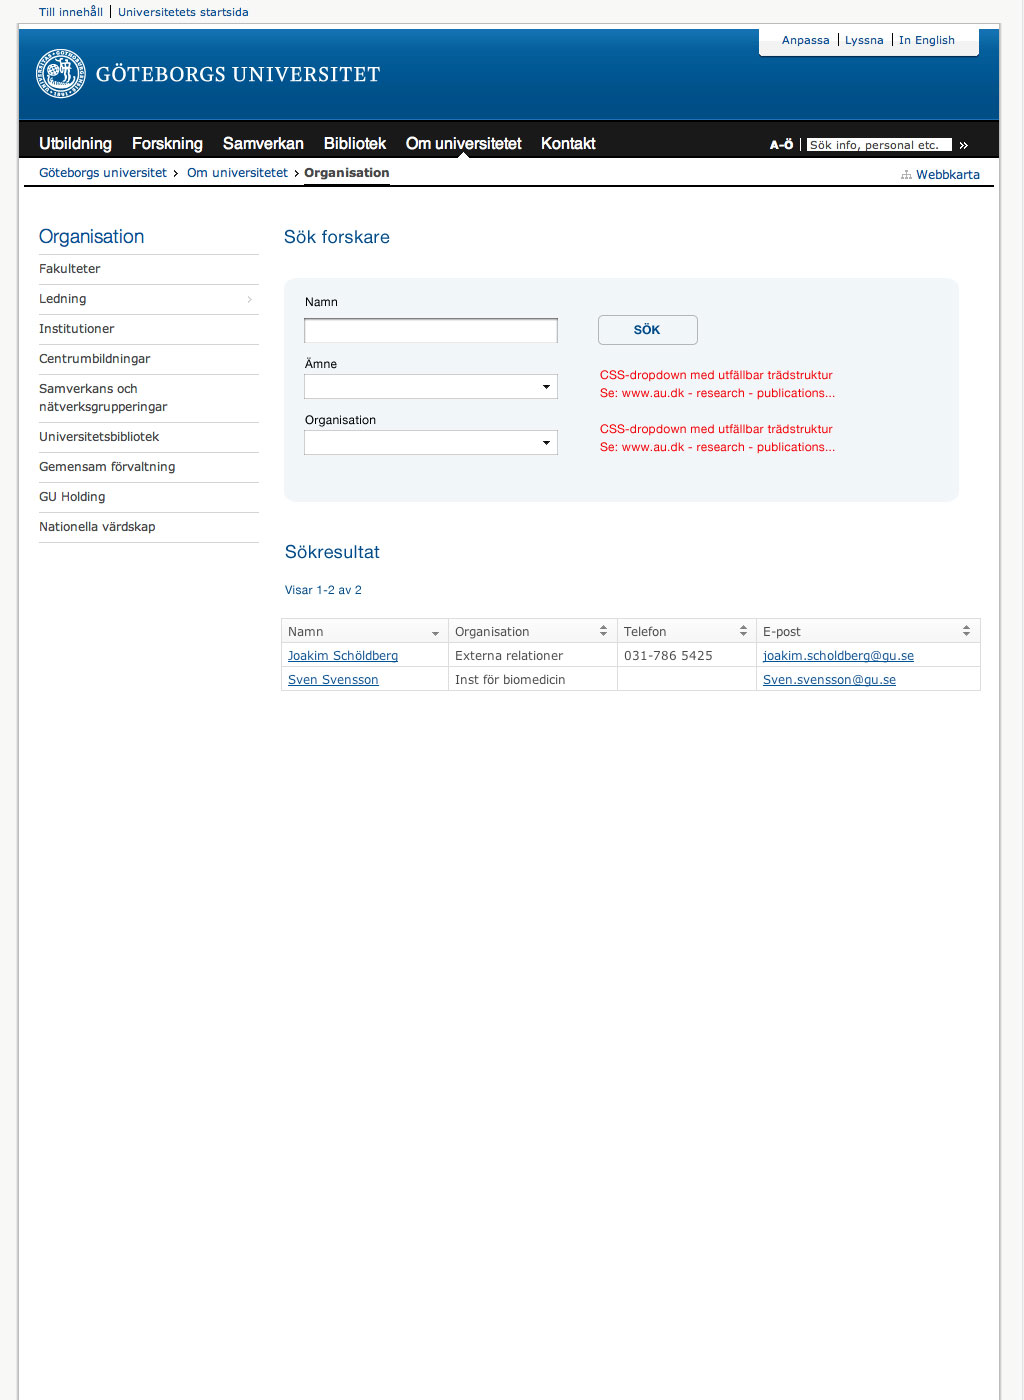 Till innehåll | Universitetets startsida
Anpassa | Lyssna | In English
GÖTEBORGS UNIVERSITET
Utbildning Forskning Samverkan Bibliotek Om universitetet Kontakt
A-Ö | Sök info, personal etc. »
Göteborgs universitet › Om universitetet › Organisation
Webbkarta
Organisation
Fakulteter
Ledning
Institutioner
Centrumbildningar
Samverkans och
nätverksgrupperingar
Universitetsbibliotek
Gemensam förvaltning
GU Holding
Nationella värdskap
Sök forskare
Namn
SÖK
Ämne
CSS-dropdown med utfällbar trädstruktur
Se: www.au.dk - research - publications...
Organisation
CSS-dropdown med utfällbar trädstruktur
Se: www.au.dk - research - publications...
Sökresultat
Visar 1-2 av 2
Namn Organisation Telefon E-post
Joakim Schöldberg Externa relationer 031-786 5425 joakim.scholdberg@gu.se
Sven Svensson Inst för biomedicin Sven.svensson@gu.se